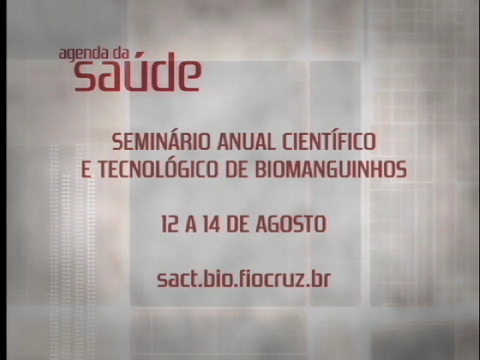 agenda da
saúde
SEMINÁRIO ANUAL CIENTÍFICO
E TECNOLÓGICO DE BIOMANGUINHOS
12 A 14 DE AGOSTO
sact.bio.fiocruz.br